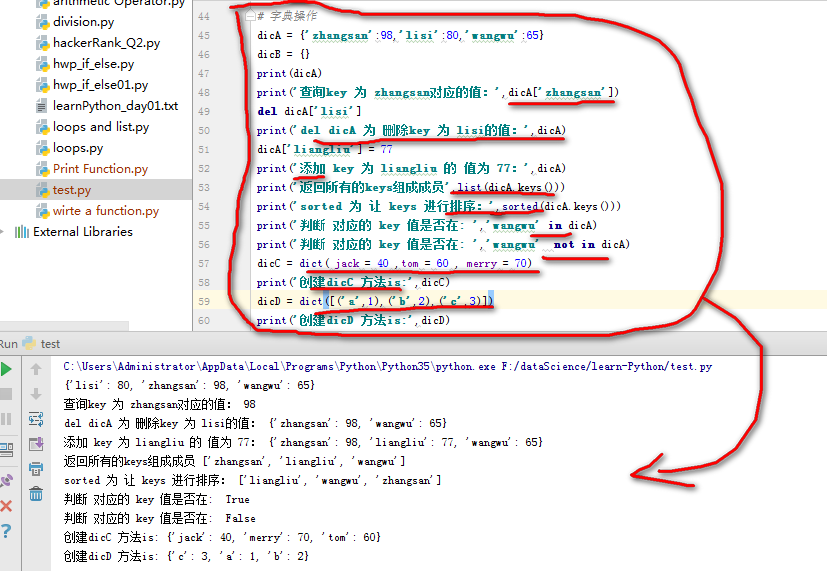 arithmetic Operator.py
division.py
hackerRank_Q2.py
hwp_if_else.py
hwp_if_else01.py
learnPython_day01.txt
loops and list.py
loops.py
Print Function.py
test.py
wirte a function.py
External Libraries
44 # 字典操作
45 dicA = {'zhangsan':98,'lisi':80,'wangwu':65}
46 dicB = {}
47 print(dicA)
48 print('查询key 为 zhangsan对应的值：',dicA['zhangsan'])
49 del dicA['lisi']
50 print('del dicA 为 删除key 为 lisi的值：',dicA)
51 dicA['liangliu'] = 77
52 print('添加 key 为 liangliu 的 值为 77：',dicA)
53 print('返回所有的keys组成成员',list(dicA.keys()))
54 print('sorted 为 让 keys 进行排序：',sorted(dicA.keys()))
55 print('判断 对应的 key 值是否在：','wangwu' in dicA)
56 print('判断 对应的 key 值是否在：','wangwu' not in dicA)
57 dicC = dict( jack = 40 ,tom = 60 , merry = 70)
58 print('创建dicC 方法is:',dicC)
59 dicD = dict([('a',1),('b',2),('c',3)])
60 print('创建dicD 方法is:',dicD)
Run test
C:\Users\Administrator\AppData\Local\Programs\Python\Python35\python.exe F:/dataScience/learn-Python/test.py
{'lisi': 80, 'zhangsan': 98, 'wangwu': 65}
查询key 为 zhangsan对应的值： 98
del dicA 为 删除key 为 lisi的值： {'zhangsan': 98, 'wangwu': 65}
添加 key 为 liangliu 的 值为 77： {'zhangsan': 98, 'liangliu': 77, 'wangwu': 65}
返回所有的keys组成成员 ['zhangsan', 'liangliu', 'wangwu']
sorted 为 让 keys 进行排序： ['liangliu', 'wangwu', 'zhangsan']
判断 对应的 key 值是否在： True
判断 对应的 key 值是否在： False
创建dicC 方法is: {'jack': 40, 'merry': 70, 'tom': 60}
创建dicD 方法is: {'c': 3, 'a': 1, 'b': 2}